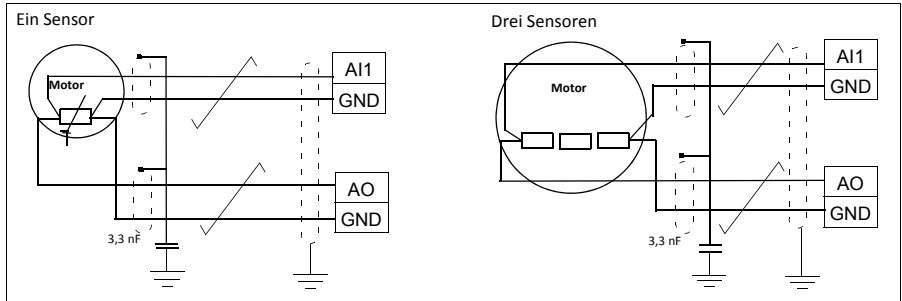 Ein Sensor
Motor
AI1
GND
AO
GND
3,3 nF
Drei Sensoren
Motor
AI1
GND
AO
GND
3,3 nF